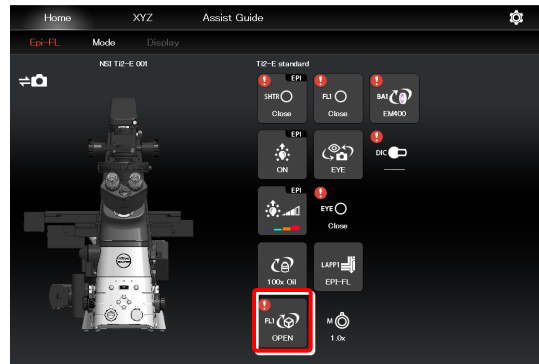 Home XYZ Assist Guide
Epi-FL Mode Display
NSI Ti2-E 001
Ti2-E standard
EPI
SHTR
Close
FL1
Close
BA1
EM400
EPI
ON
EYE
DIC
EPI
EYE
Close
100x Oil
LAPP1
EPI-FL
FL1
OPEN
M
1.0x